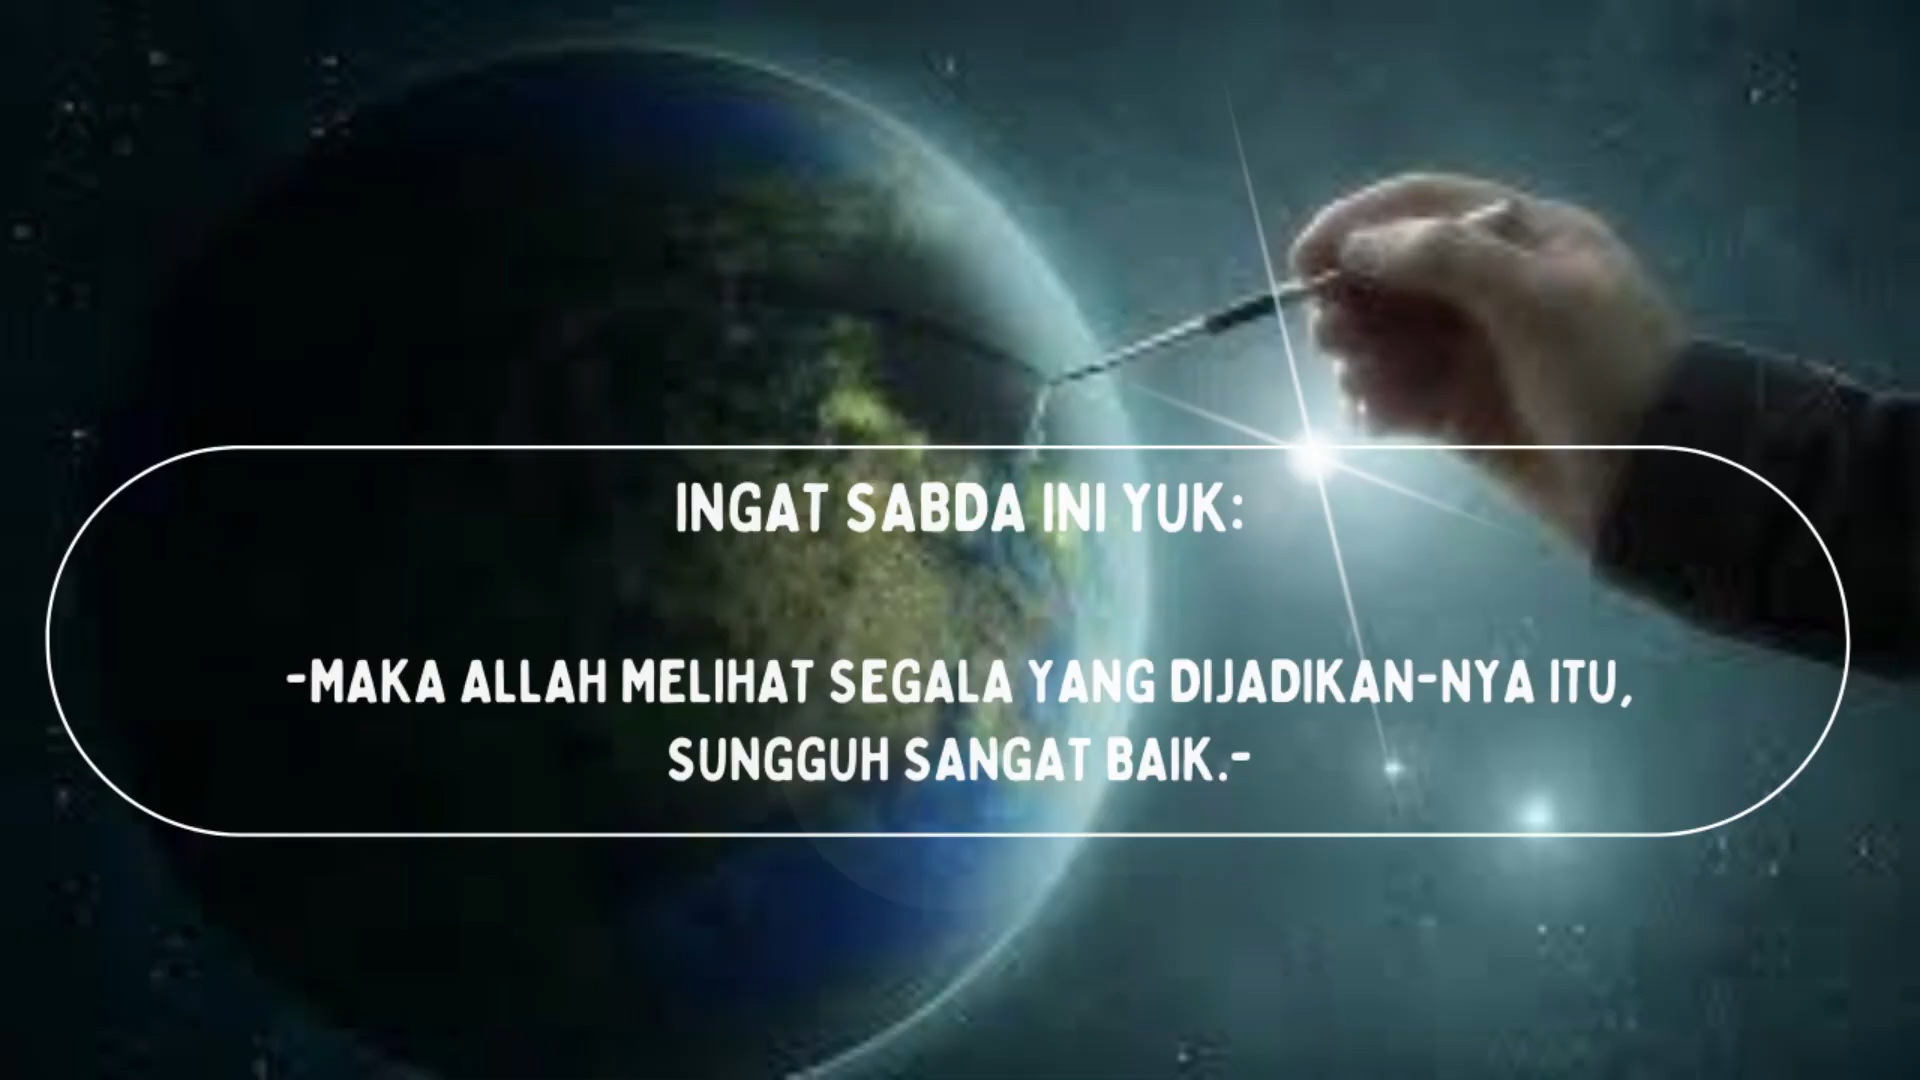 INGAT SABDA INI YUK:
-MAKA ALLAH MELIHAT SEGALA YANG DIJADIKAN-NYA ITU,
SUNGGUH SANGAT BAIK.-